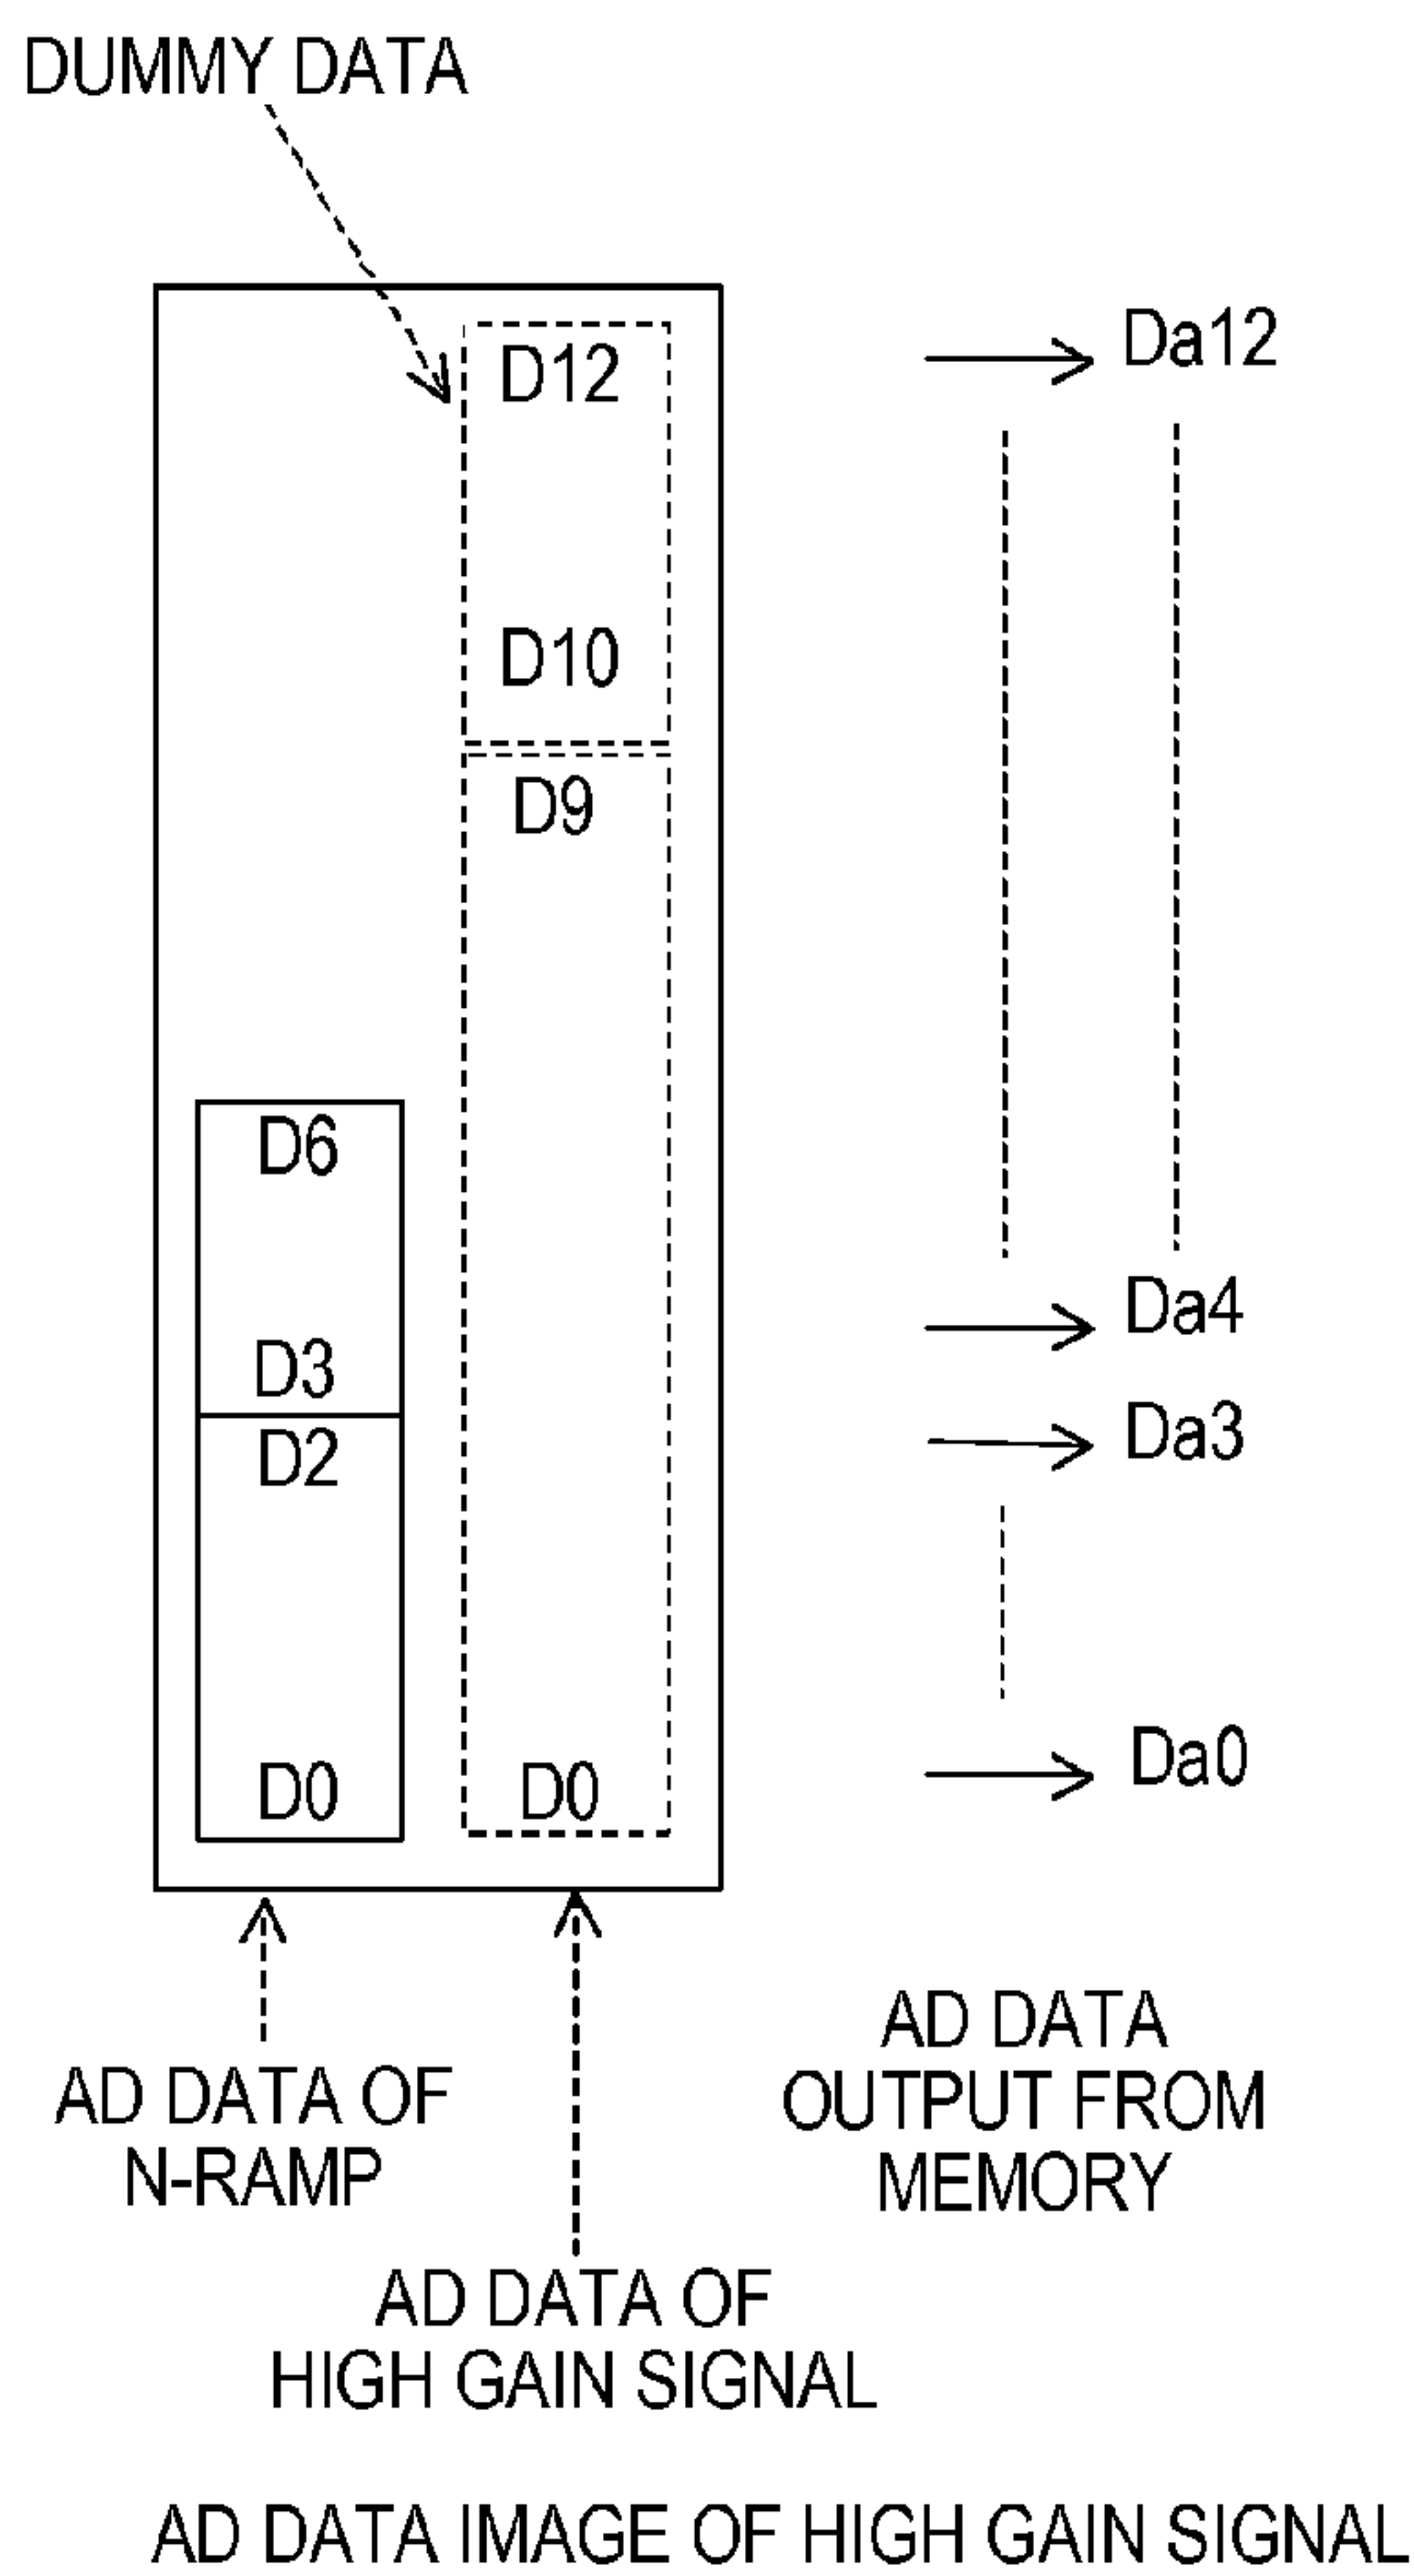 DUMMY DATA
D12
Da12
D10
D9
D6
Da4
D3
Da3
D2
Da0
D0
D0
AD DATA OF
N-RAMP
AD DATA
OUTPUT FROM
MEMORY
AD DATA OF
HIGH GAIN SIGNAL
AD DATA IMAGE OF HIGH GAIN SIGNAL